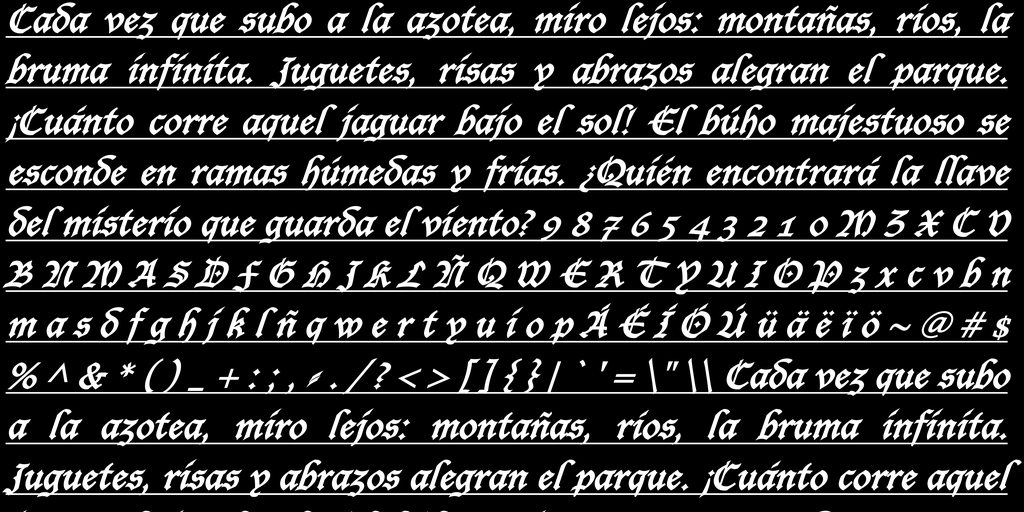 Cada vez que subo a la azotea, miro lejos: montañas, ríos, la
bruma infinita. Juguetes, risas y abrazos alegran el parque.
¡Cuánto corre aquel jaguar bajo el sol! El búho majestuoso se
esconde en ramas húmedas y frías. ¿Quién encontrará la llave
del misterio que guarda el viento? 9 8 7 6 5 4 3 2 1 0 M Z X C V
B N M A S D F G H J K L Ñ Q W E R T Y U I O P z x c v b n
m a s d f g h j k l ñ q w e r t y u i o p Á É Í Ó Ú ü ä ë ï ö ~ @ # $
% ^ & * ( ) _ + : ; , - . / ? < > [ ] { } | ` ' = \ " \ \ Cada vez que subo
a la azotea, miro lejos: montañas, ríos, la bruma infinita.
Juguetes, risas y abrazos alegran el parque. ¡Cuánto corre aquel